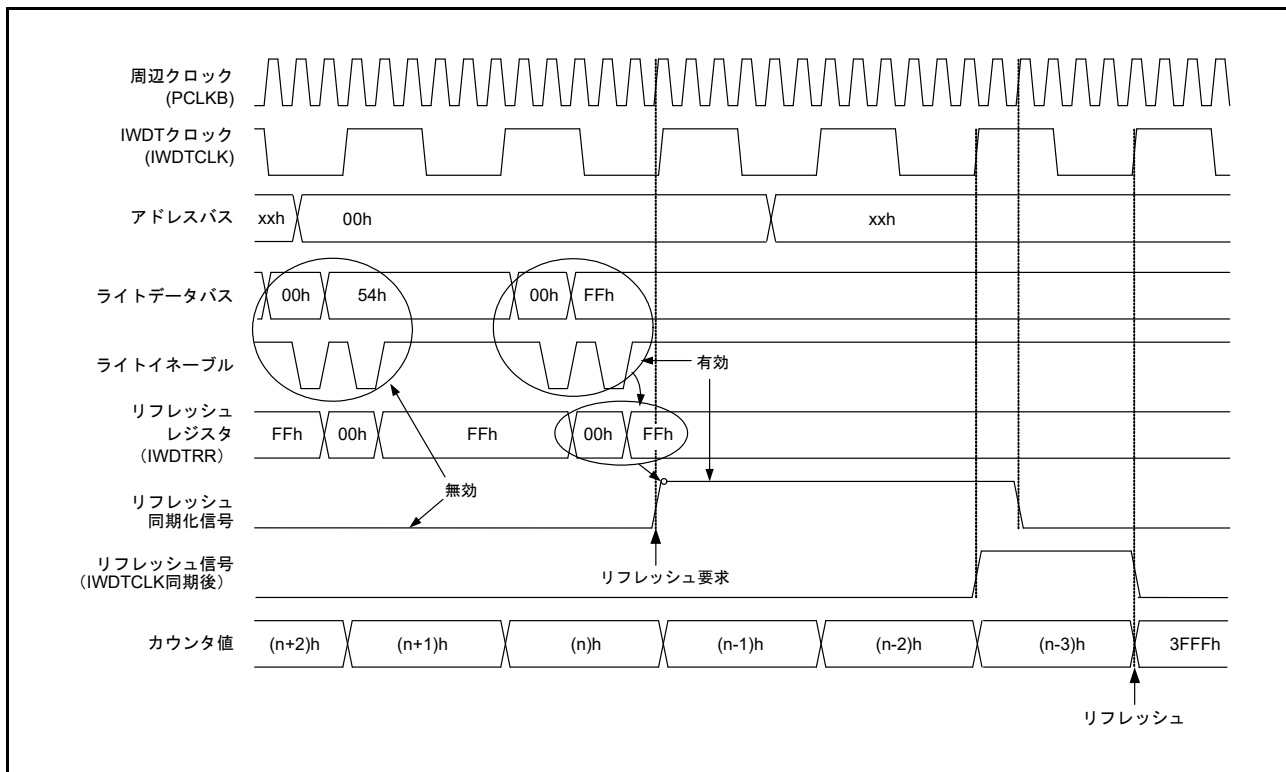 周辺クロック
(PCLKB)
IWDTクロック
(IWDTCLK)
アドレスバス
xxh
00h
xxh
ライトデータバス
00h
54h
00h
FFh
ライトイネーブル
有効
リフレッシュ
レジスタ
（IWDTRR）
FFh
00h
FFh
00h
FFh
無効
リフレッシュ
同期化信号
リフレッシュ要求
リフレッシュ信号
（IWDTCLK同期後）
カウンタ値
(n+2)h
(n+1)h
(n)h
(n-1)h
(n-2)h
(n-3)h
3FFFh
リフレッシュ